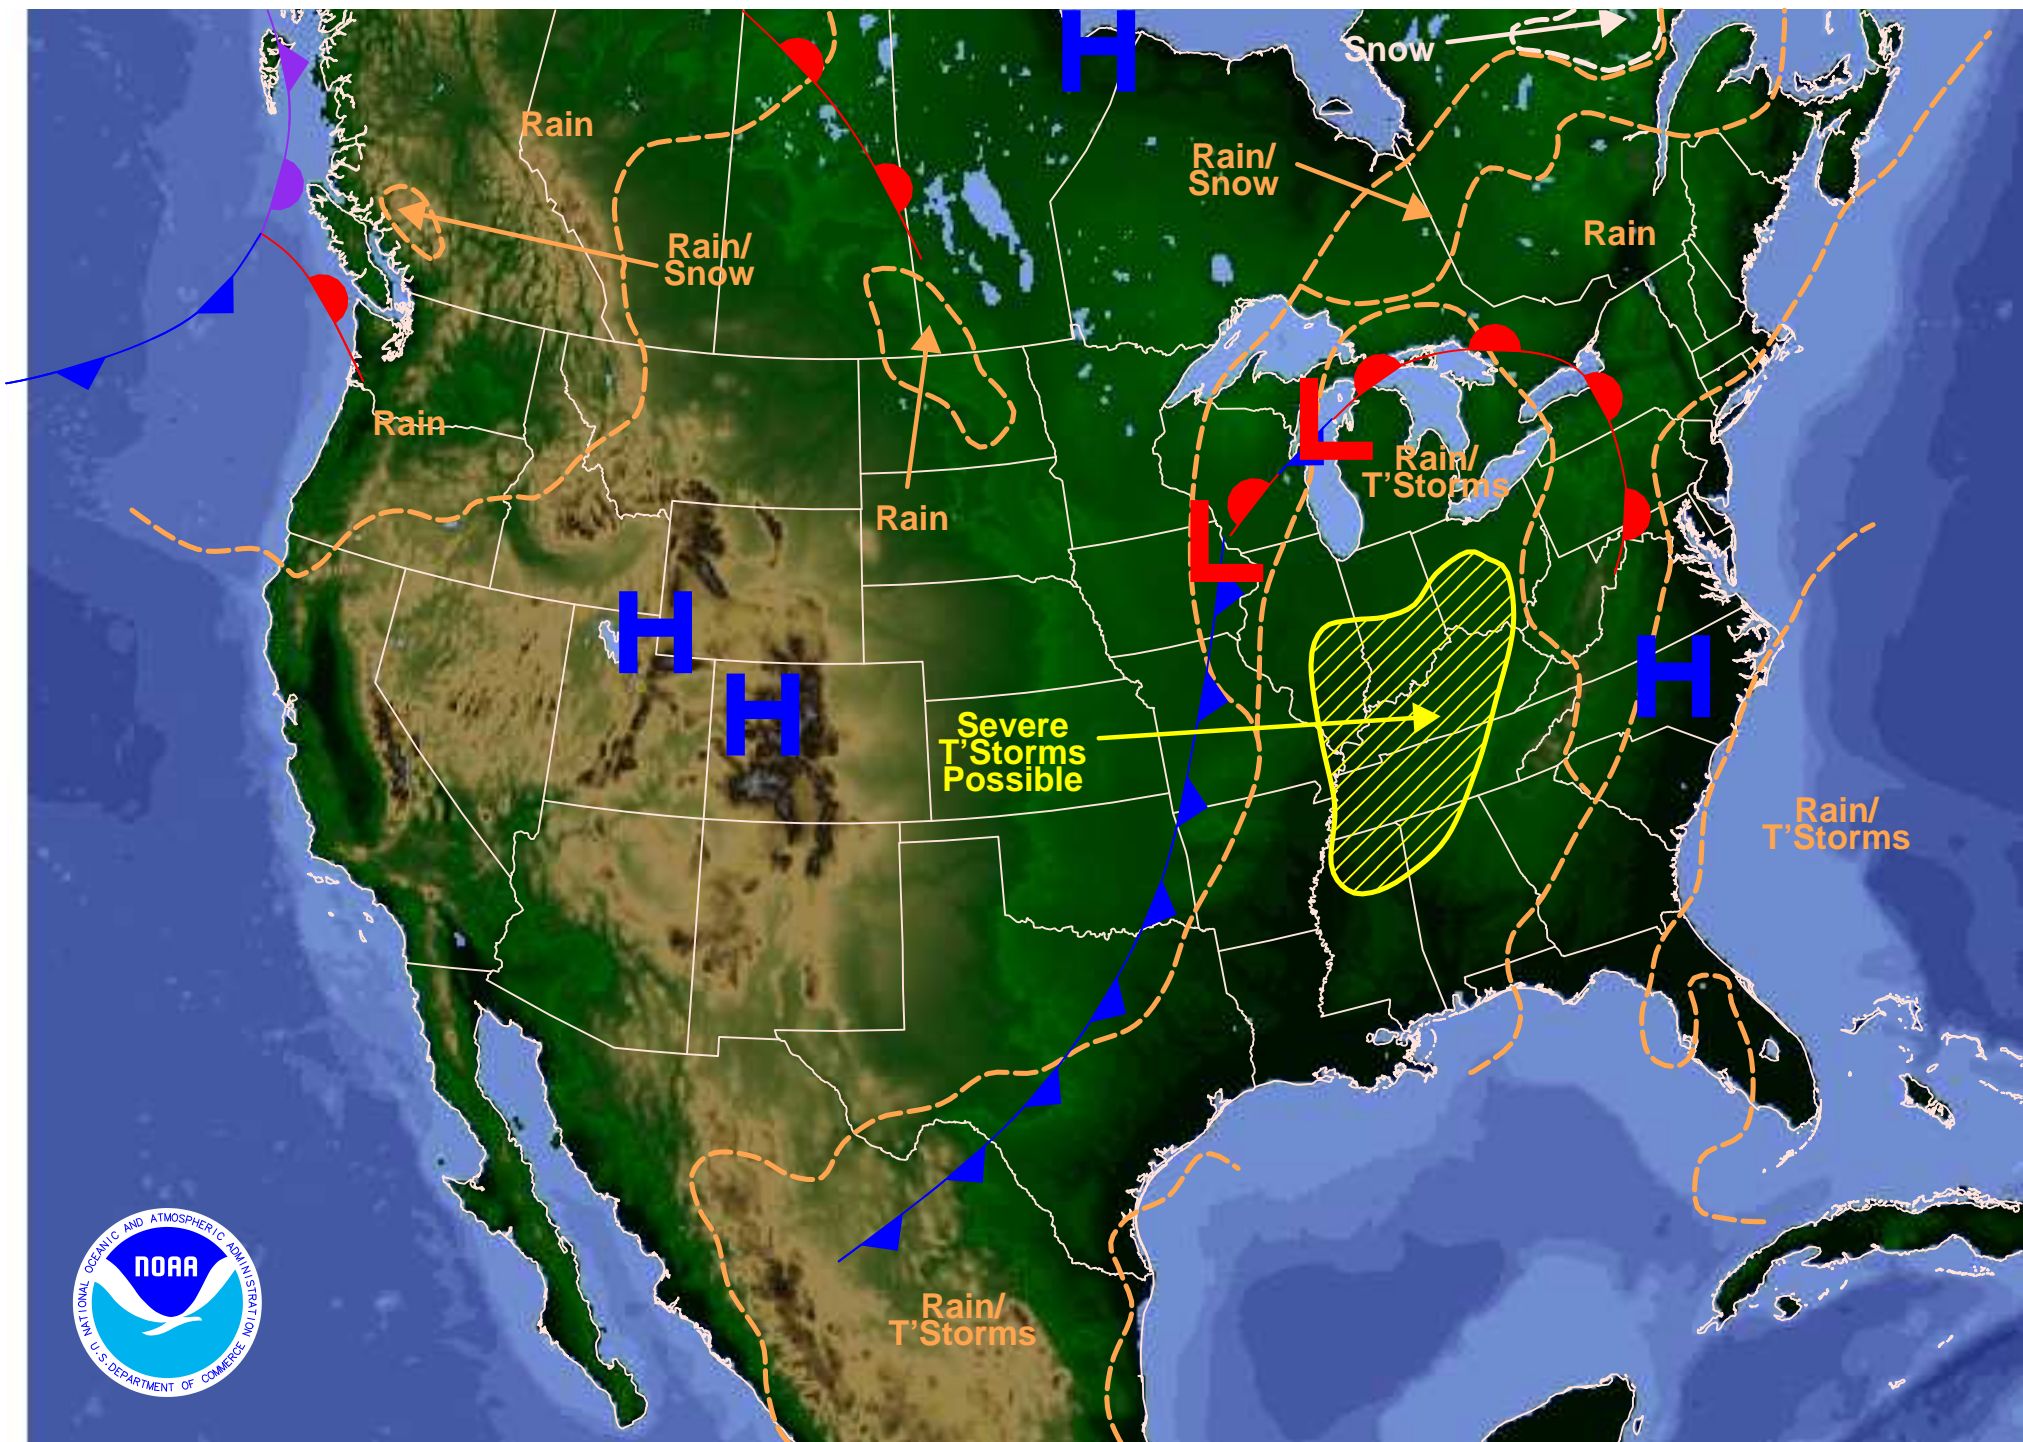 H
Snow
Rain
Rain/
Snow
Rain
Rain/
Snow
Rain
L
Rain/
T'Storms
Rain
L
H
H
H
Severe
T'Storms
Possible
Rain/
T'Storms
Rain/
T'Storms
NATIONAL OCEANIC AND ATMOSPHERIC ADMINISTRATION
NOAA
U.S. DEPARTMENT OF COMMERCE